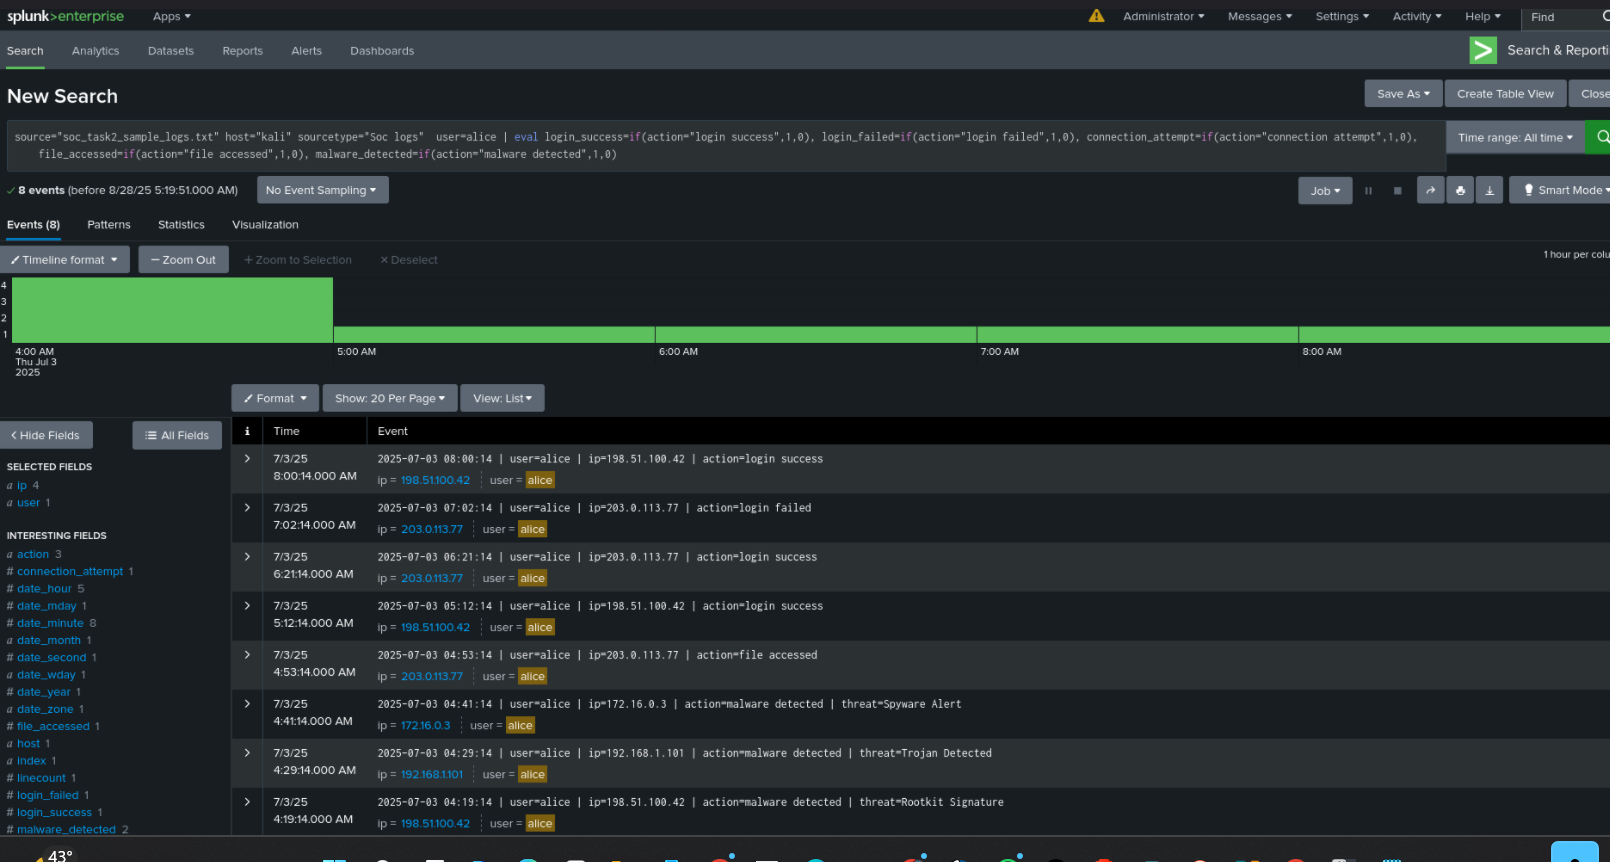 splunk>enterprise Apps Administrator Messages Settings Activity Help Find
Search Analytics Datasets Reports Alerts Dashboards > Search & Reporti
New Search Save As Create Table View Close
source="soc_task2_sample_logs.txt" host="kali" sourcetype="Soc logs" user=alice | eval login_success=if(action="login success",1,0), login_failed=if(action="login failed",1,0), connection_attempt=if(action="connection attempt",1,0),
file_accessed=if(action="file accessed",1,0), malware_detected=if(action="malware detected",1,0)
Time range: All time
✓ 8 events (before 8/28/25 5:19:51.000 AM) No Event Sampling Job Smart Mode
Events (8) Patterns Statistics Visualization
Timeline format — Zoom Out + Zoom to Selection × Deselect 1 hour per colu
4
3
2
1
4:00 AM 5:00 AM 6:00 AM 7:00 AM 8:00 AM
Thu Jul 3
2025
Format Show: 20 Per Page View: List
< Hide Fields All Fields
SELECTED FIELDS
a ip 4
a user 1
INTERESTING FIELDS
a action 3
# connection_attempt 1
# date_hour 5
# date_mday 1
# date_minute 8
a date_month 1
# date_second 1
a date_wday 1
# date_year 1
a date_zone 1
# file_accessed 1
a host 1
a index 1
# linecount 1
# login_failed 1
# login_success 1
# malware_detected 2
i Time Event
> 7/3/25 2025-07-03 08:00:14 | user=alice | ip=198.51.100.42 | action=login success
8:00:14.000 AM ip = 198.51.100.42 user = alice
> 7/3/25 2025-07-03 07:02:14 | user=alice | ip=203.0.113.77 | action=login failed
7:02:14.000 AM ip = 203.0.113.77 user = alice
> 7/3/25 2025-07-03 06:21:14 | user=alice | ip=203.0.113.77 | action=login success
6:21:14.000 AM ip = 203.0.113.77 user = alice
> 7/3/25 2025-07-03 05:12:14 | user=alice | ip=198.51.100.42 | action=login success
5:12:14.000 AM ip = 198.51.100.42 user = alice
> 7/3/25 2025-07-03 04:53:14 | user=alice | ip=203.0.113.77 | action=file accessed
4:53:14.000 AM ip = 203.0.113.77 user = alice
> 7/3/25 2025-07-03 04:41:14 | user=alice | ip=172.16.0.3 | action=malware detected | threat=Spyware Alert
4:41:14.000 AM ip = 172.16.0.3 user = alice
> 7/3/25 2025-07-03 04:29:14 | user=alice | ip=192.168.1.101 | action=malware detected | threat=Trojan Detected
4:29:14.000 AM ip = 192.168.1.101 user = alice
> 7/3/25 2025-07-03 04:19:14 | user=alice | ip=198.51.100.42 | action=malware detected | threat=Rootkit Signature
4:19:14.000 AM ip = 198.51.100.42 user = alice
43°